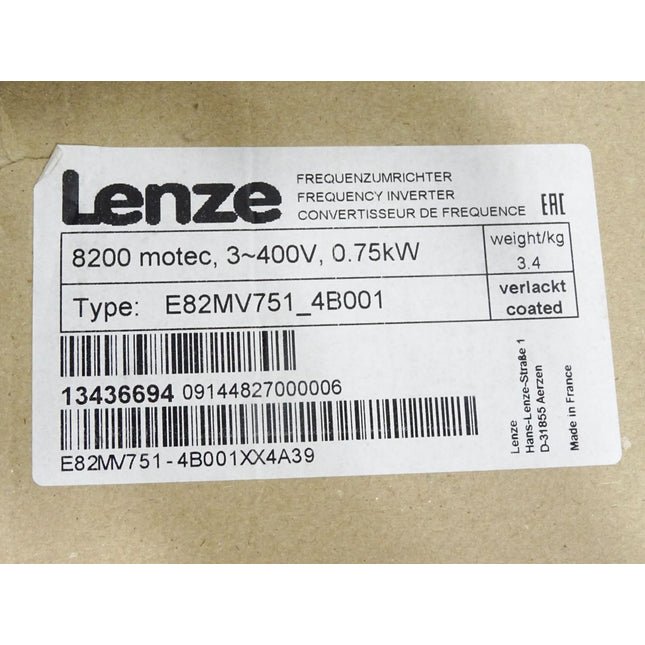 Lenze
FREQUENZUMRICHTER
FREQUENCY INVERTER
CONVERTISSEUR DE FREQUENCE
EAC
8200 motec, 3~400V, 0.75kW
weight/kg
3.4
Type: E82MV751_4B001
verlackt
coated
13436694 09144827000006
E82MV751-4B001XX4A39
Lenze
Hans-Lenze-Straße 1
D-31855 Aerzen
Made in France